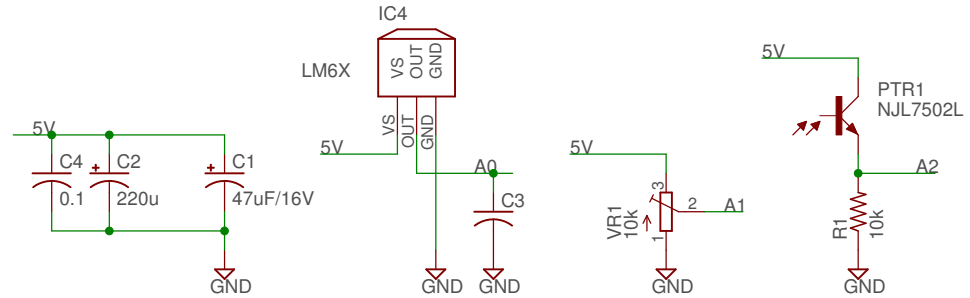 5V
C4
0.1
+
C2
220u
+
C1
47uF/16V
GND
IC4
LM6X
VS
OUT
GND
VS
OUT
GND
5V
A0
C3
GND
GND
5V
VR1
10k
3
2
1
A1
GND
5V
PTR1
NJL7502L
A2
R1
10k
GND